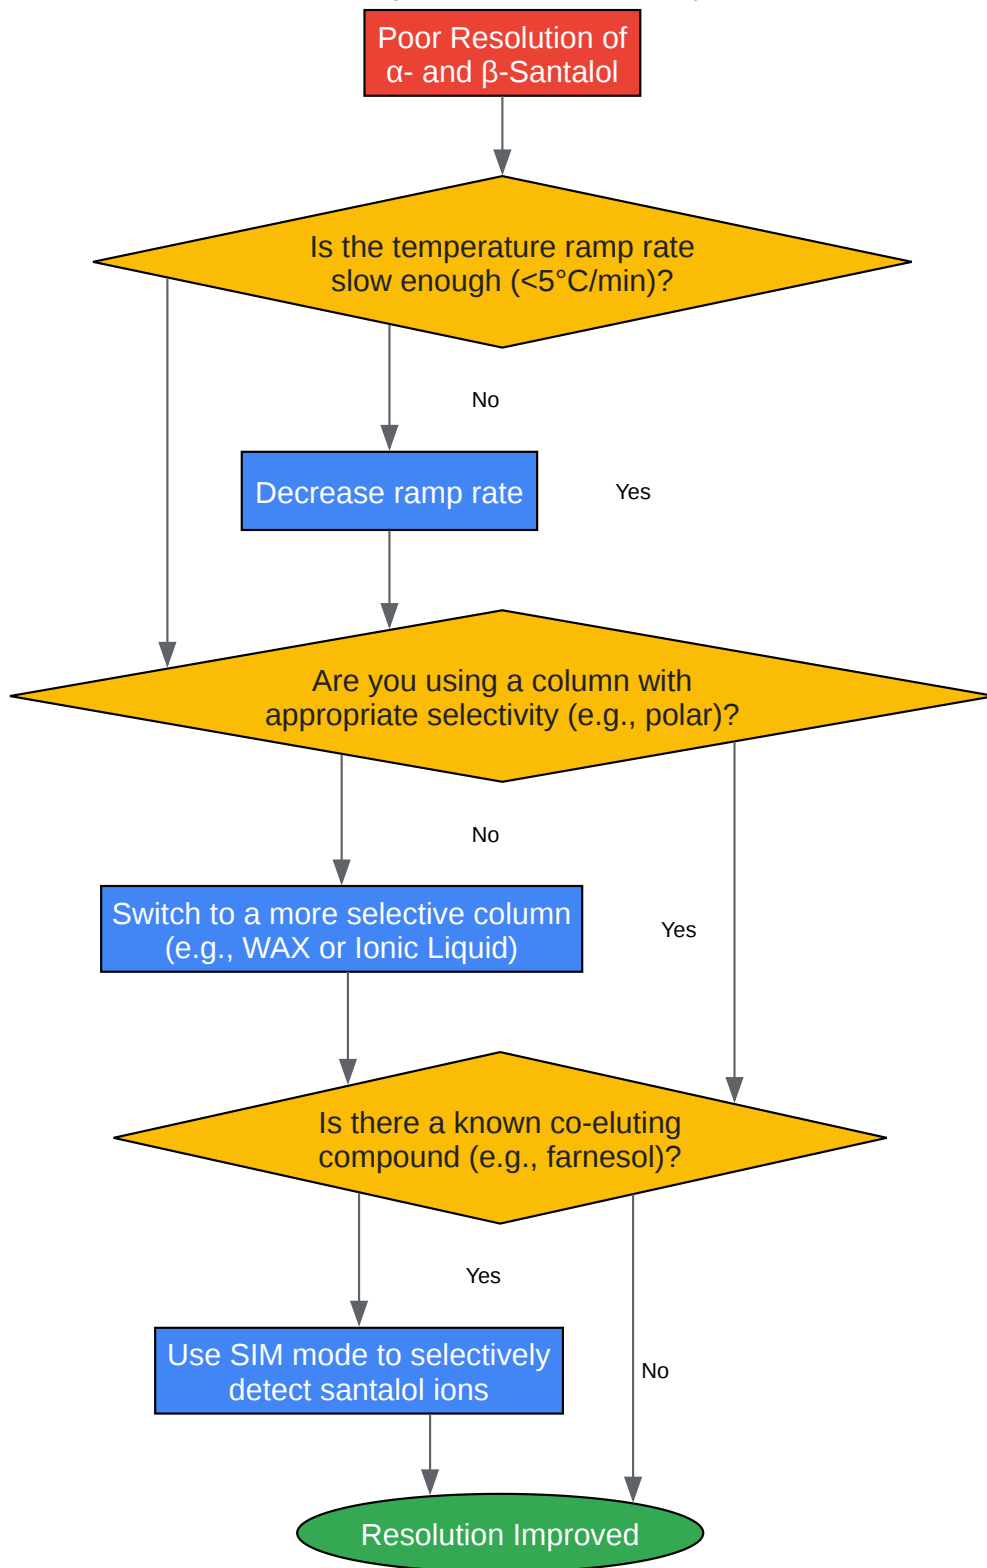 Poor Resolution of
α- and β-Santalol
Is the temperature ramp rate
slow enough (<5°C/min)?
No
Decrease ramp rate
Yes
Are you using a column with
appropriate selectivity (e.g., polar)?
No
Switch to a more selective column
(e.g., WAX or Ionic Liquid)
Yes
Is there a known co-eluting
compound (e.g., farnesol)?
Yes
Use SIM mode to selectively
detect santalol ions
No
Resolution Improved